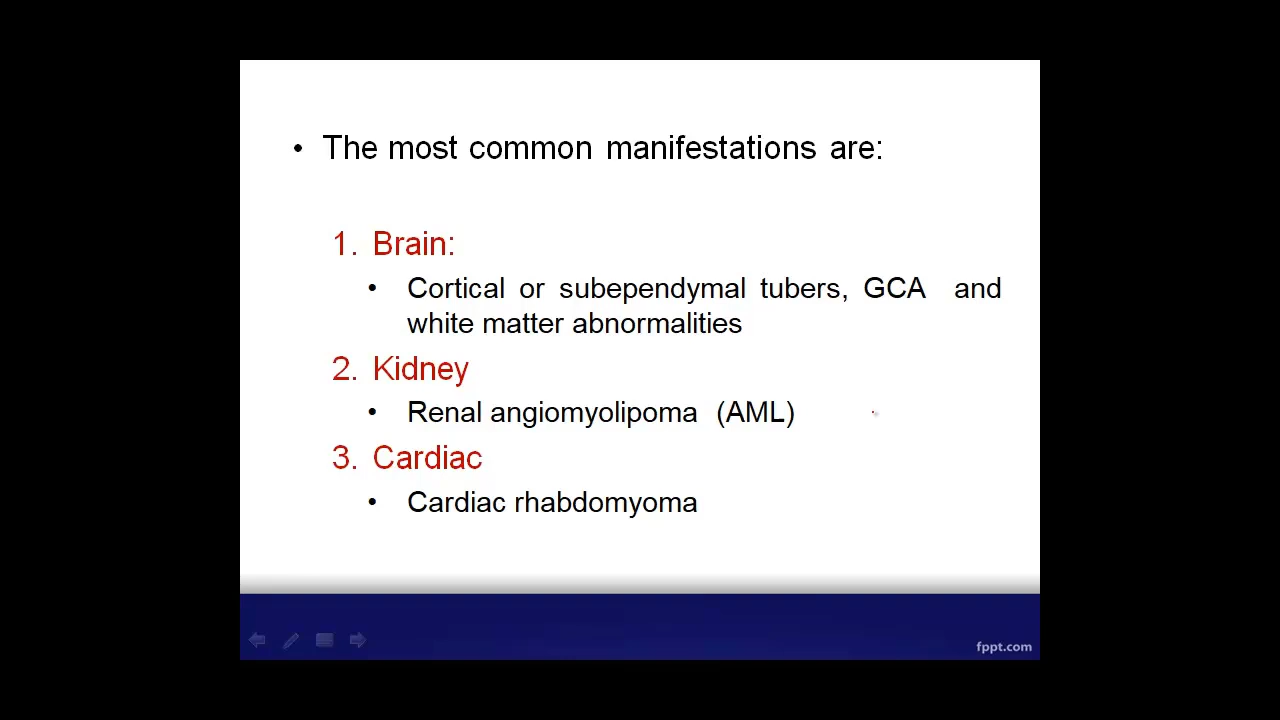 • The most common manifestations are:
1. Brain:
• Cortical or subependymal tubers, GCA and
white matter abnormalities
2. Kidney
• Renal angiomyolipoma (AML)
3. Cardiac
• Cardiac rhabdomyoma
fppt.com